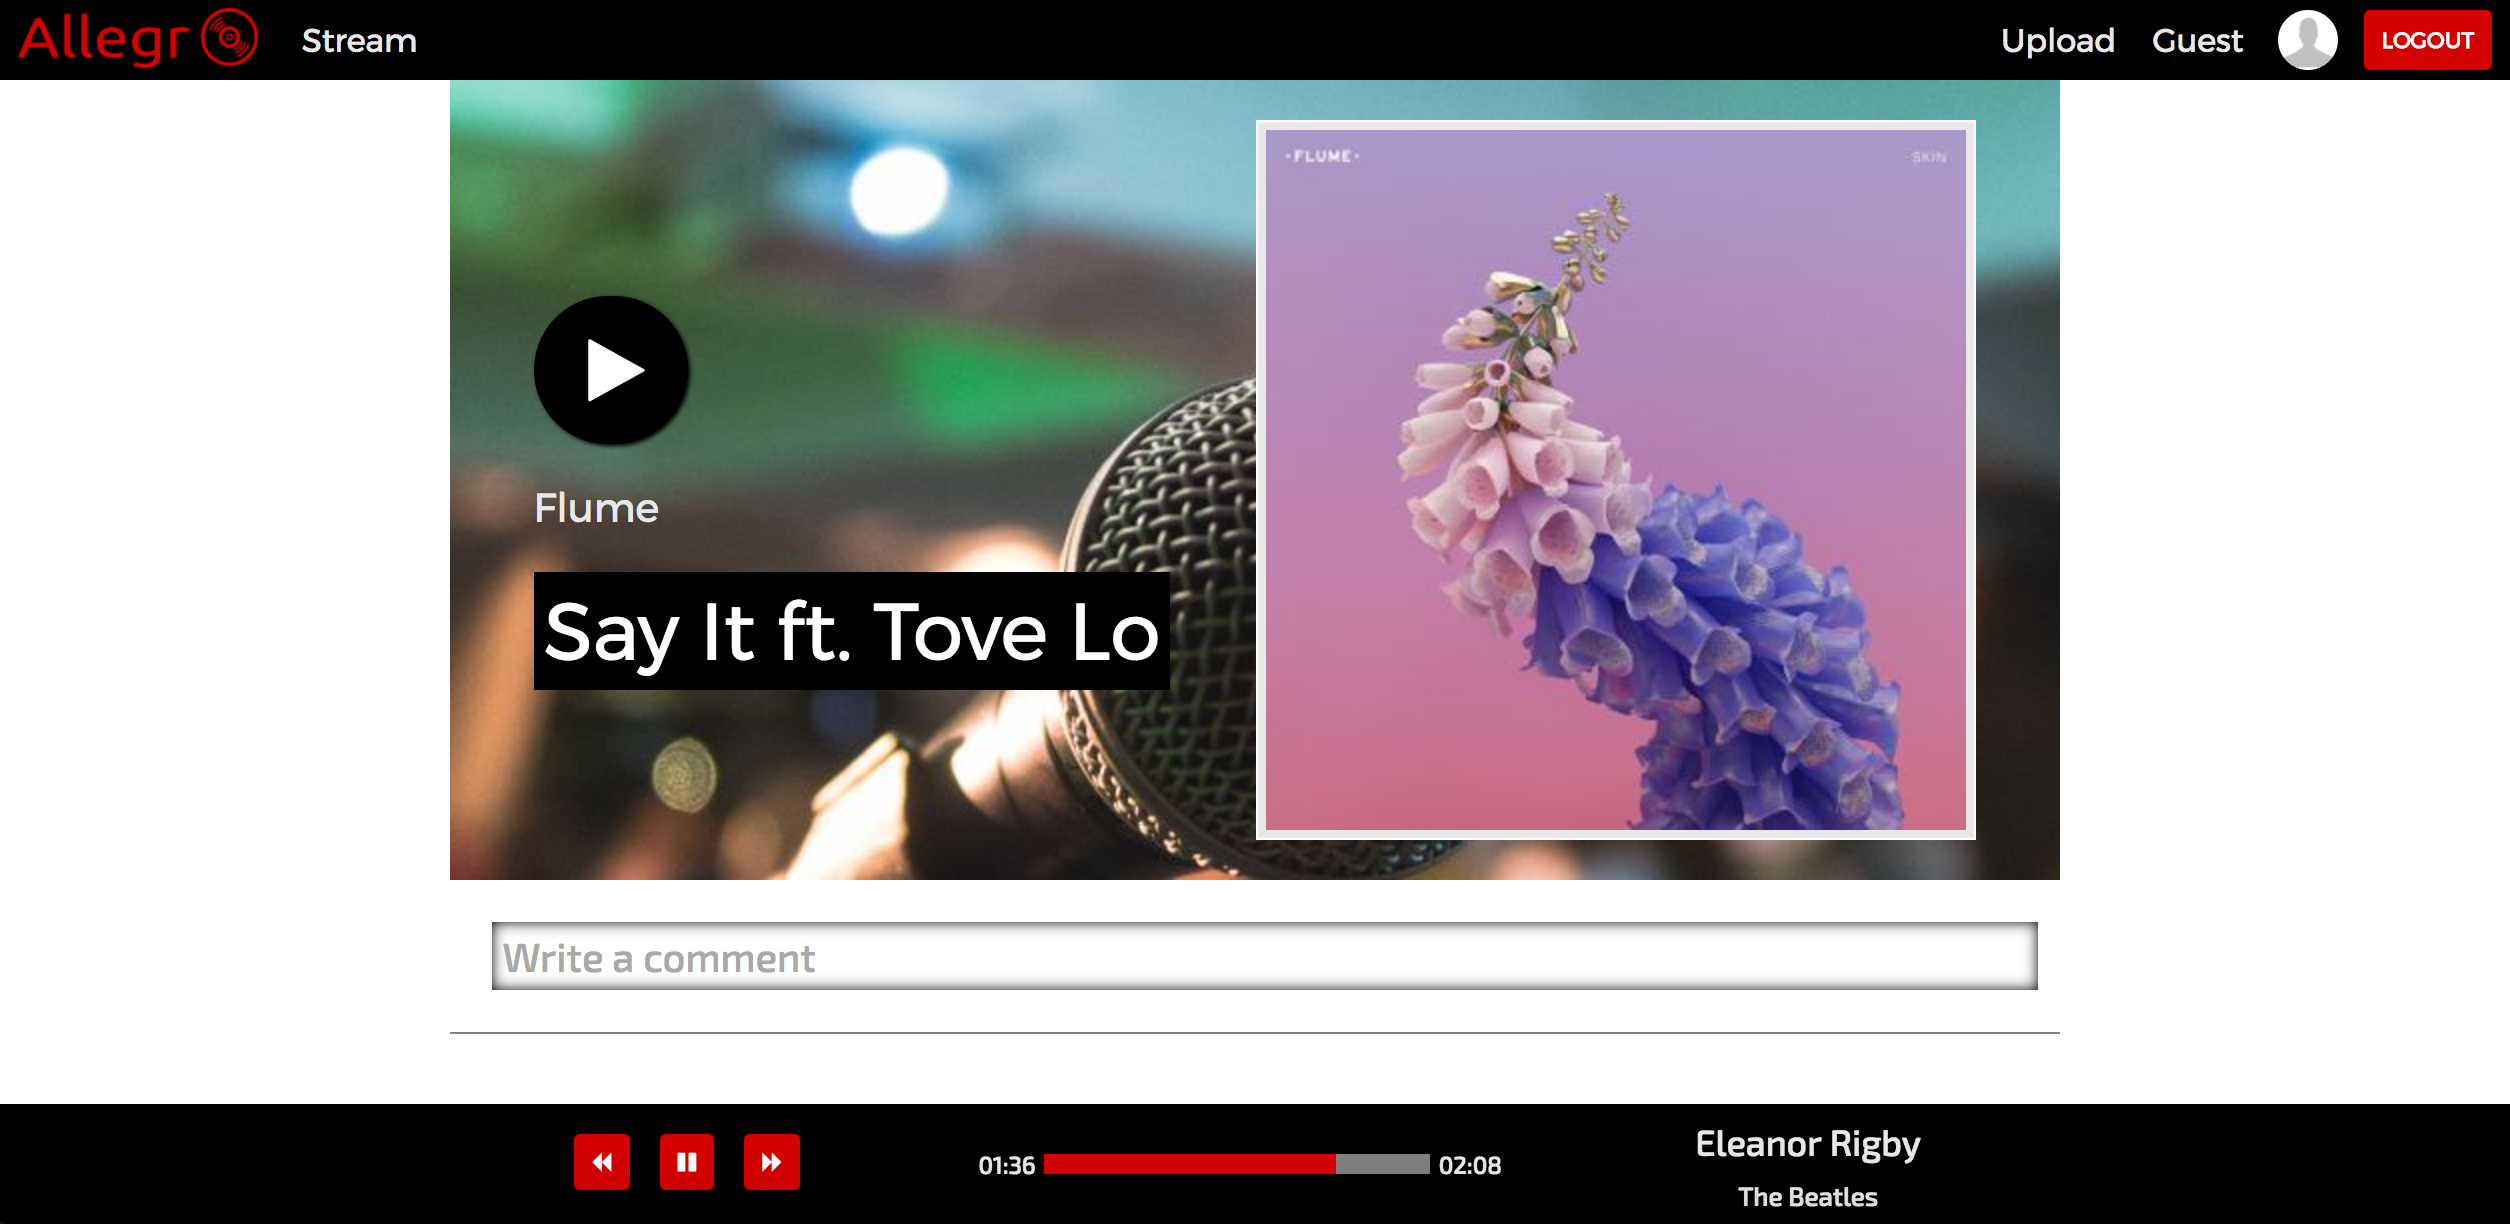 Allegro
Stream
Upload
Guest
LOGOUT
·FLUME·
SKIN
Flume
Say It ft. Tove Lo
Write a comment
01:36
02:08
Eleanor Rigby
The Beatles